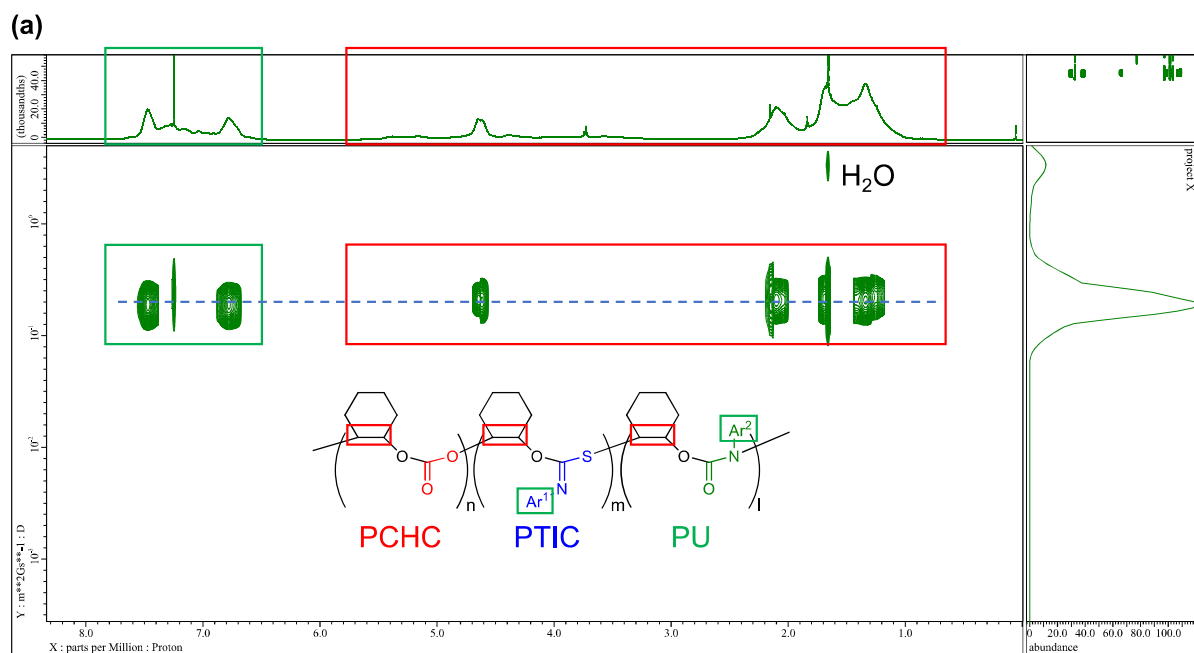 (a)
(thousandths)
0 20.0 40.0
project X
H₂O
10⁰
Y : m**2Gs**-1 : D
O
O
O
n
O
S
N
Ar¹
m
O
O
N
Ar²
l
PCHC
PTIC
PU
8.0 7.0 6.0 5.0 4.0 3.0 2.0 1.0
X : parts per Million : Proton
0 20.0 40.0 60.0 80.0 100.0
abundance